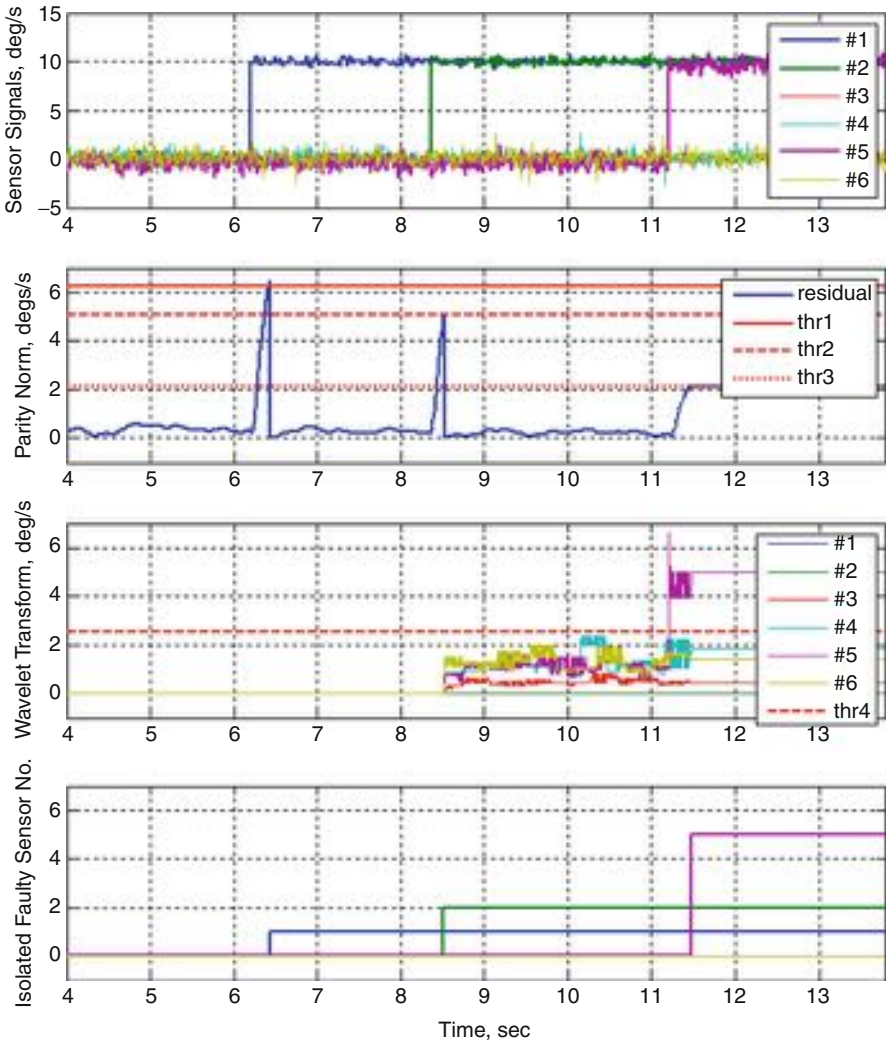 Sensor Signals, deg/s
15
10
5
0
–5
#1
#2
#3
#4
#5
#6
4 5 6 7 8 9 10 11 12 13
Parity Norm, degs/s
6
4
2
0
residual
thr1
thr2
thr3
4 5 6 7 8 9 10 11 12 13
Wavelet Transform, deg/s
6
4
2
0
#1
#2
#3
#4
#5
#6
thr4
4 5 6 7 8 9 10 11 12 13
Isolated Faulty Sensor No.
6
4
2
0
4 5 6 7 8 9 10 11 12 13
Time, sec